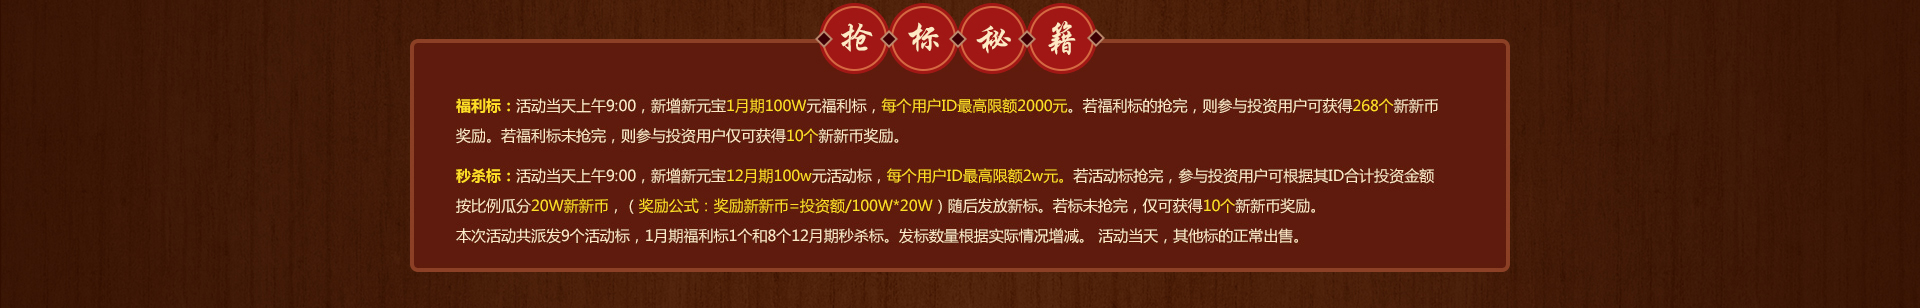 抢标秘籍
福利标：活动当天上午9:00，新增新元宝1月期100W元福利标，每个用户ID最高限额2000元。若福利标的抢完，则参与投资用户可获得268个新新币
奖励。若福利标未抢完，则参与投资用户仅可获得10个新新币奖励。
秒杀标：活动当天上午9:00，新增新元宝12月期100w元活动标，每个用户ID最高限额2w元。若活动标抢完，参与投资用户可根据其ID合计投资金额
按比例瓜分20W新新币，（奖励公式：奖励新新币=投资额/100W*20W）随后发放新标。若标未抢完，仅可获得10个新新币奖励。
本次活动共派发9个活动标，1月期福利标1个和8个12月期秒杀标。发标数量根据实际情况增减。 活动当天，其他标的正常出售。